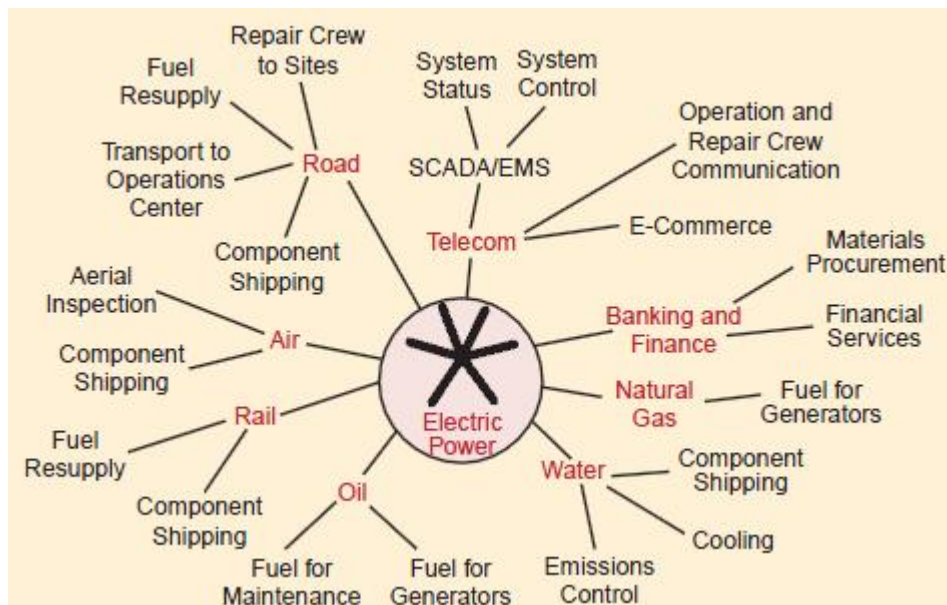 Repair Crew
to Sites
Fuel
Resupply
Transport to
Operations
Center
Road
Component
Shipping
System
Status
System
Control
SCADA/EMS
Operation and
Repair Crew
Communication
Telecom
E-Commerce
Materials
Procurement
Banking and
Finance
Financial
Services
Aerial
Inspection
Air
Component
Shipping
Natural
Gas
Fuel for
Generators
Rail
Fuel
Resupply
Component
Shipping
Electric
Power
Water
Component
Shipping
Cooling
Emissions
Control
Oil
Fuel for
Maintenance
Fuel for
Generators